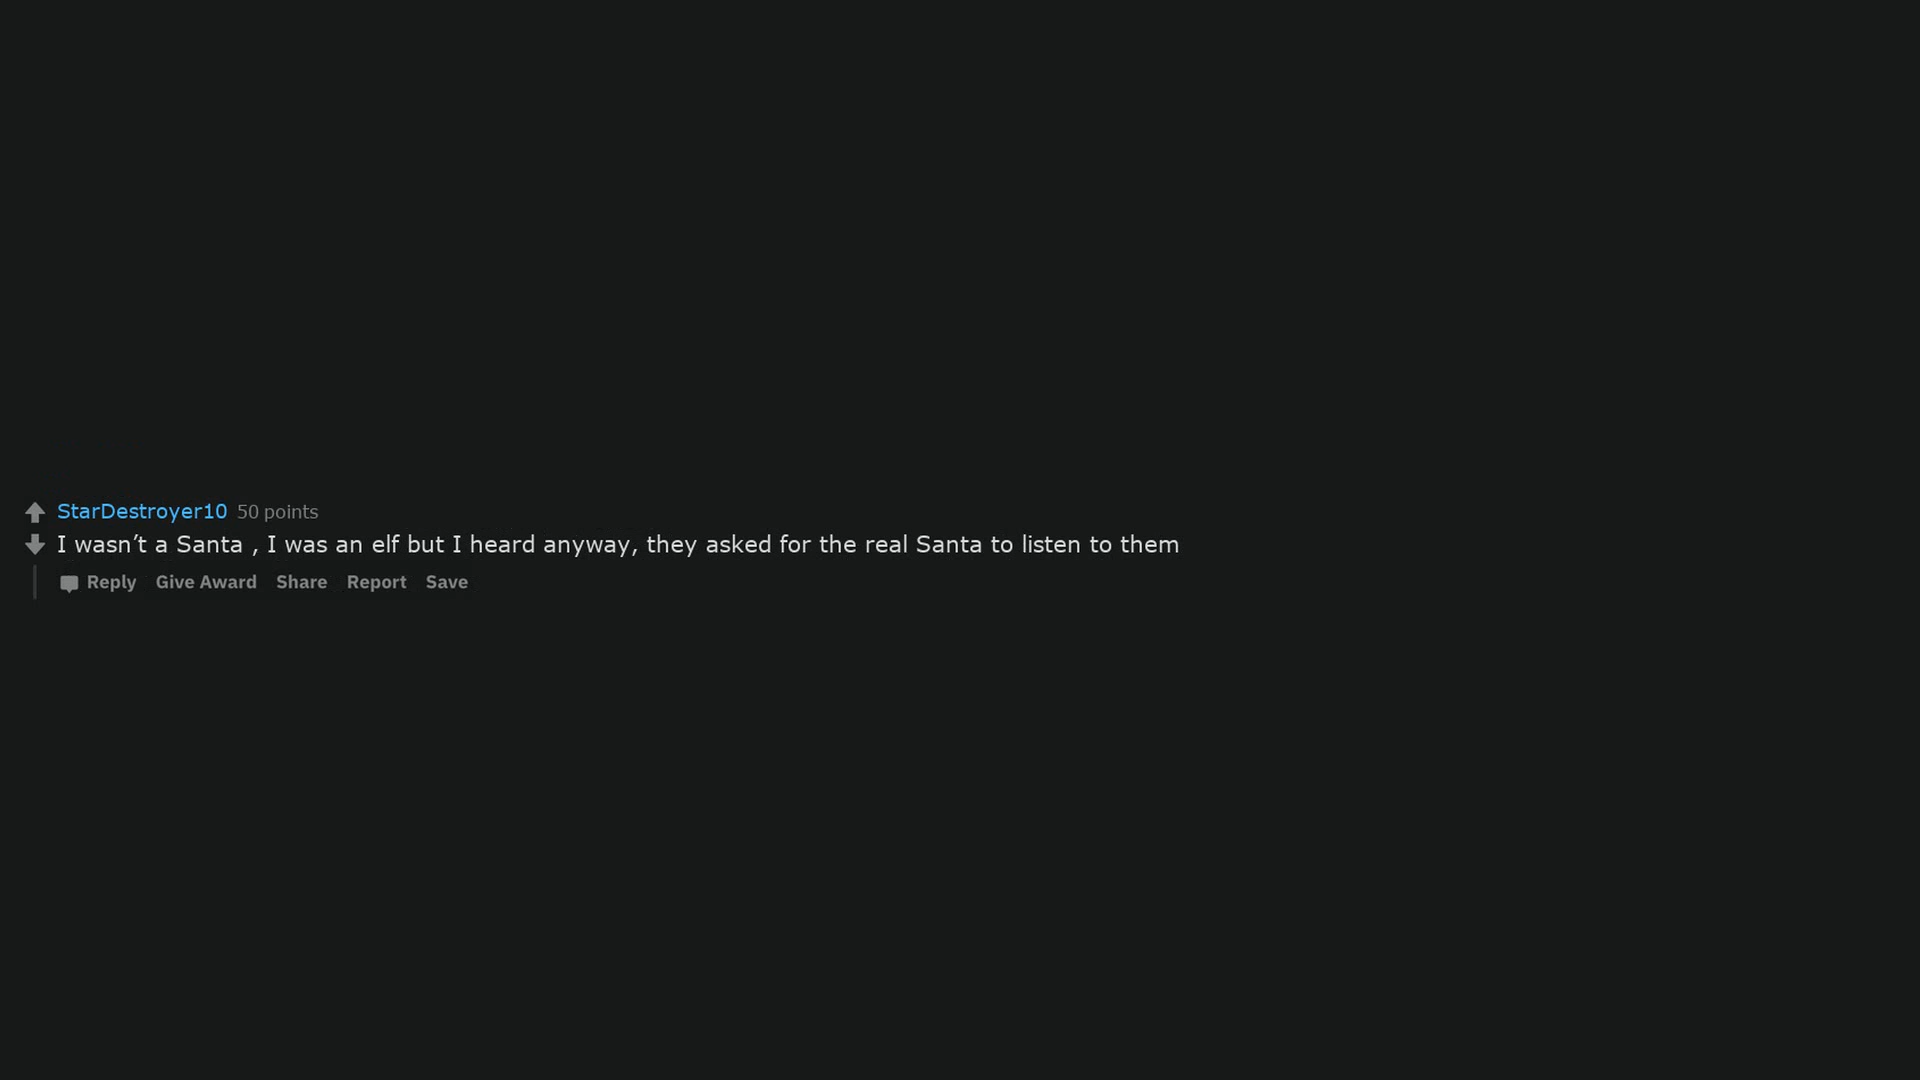 StarDestroyer10 50 points
I wasn’t a Santa , I was an elf but I heard anyway, they asked for the real Santa to listen to them
Reply Give Award Share Report Save